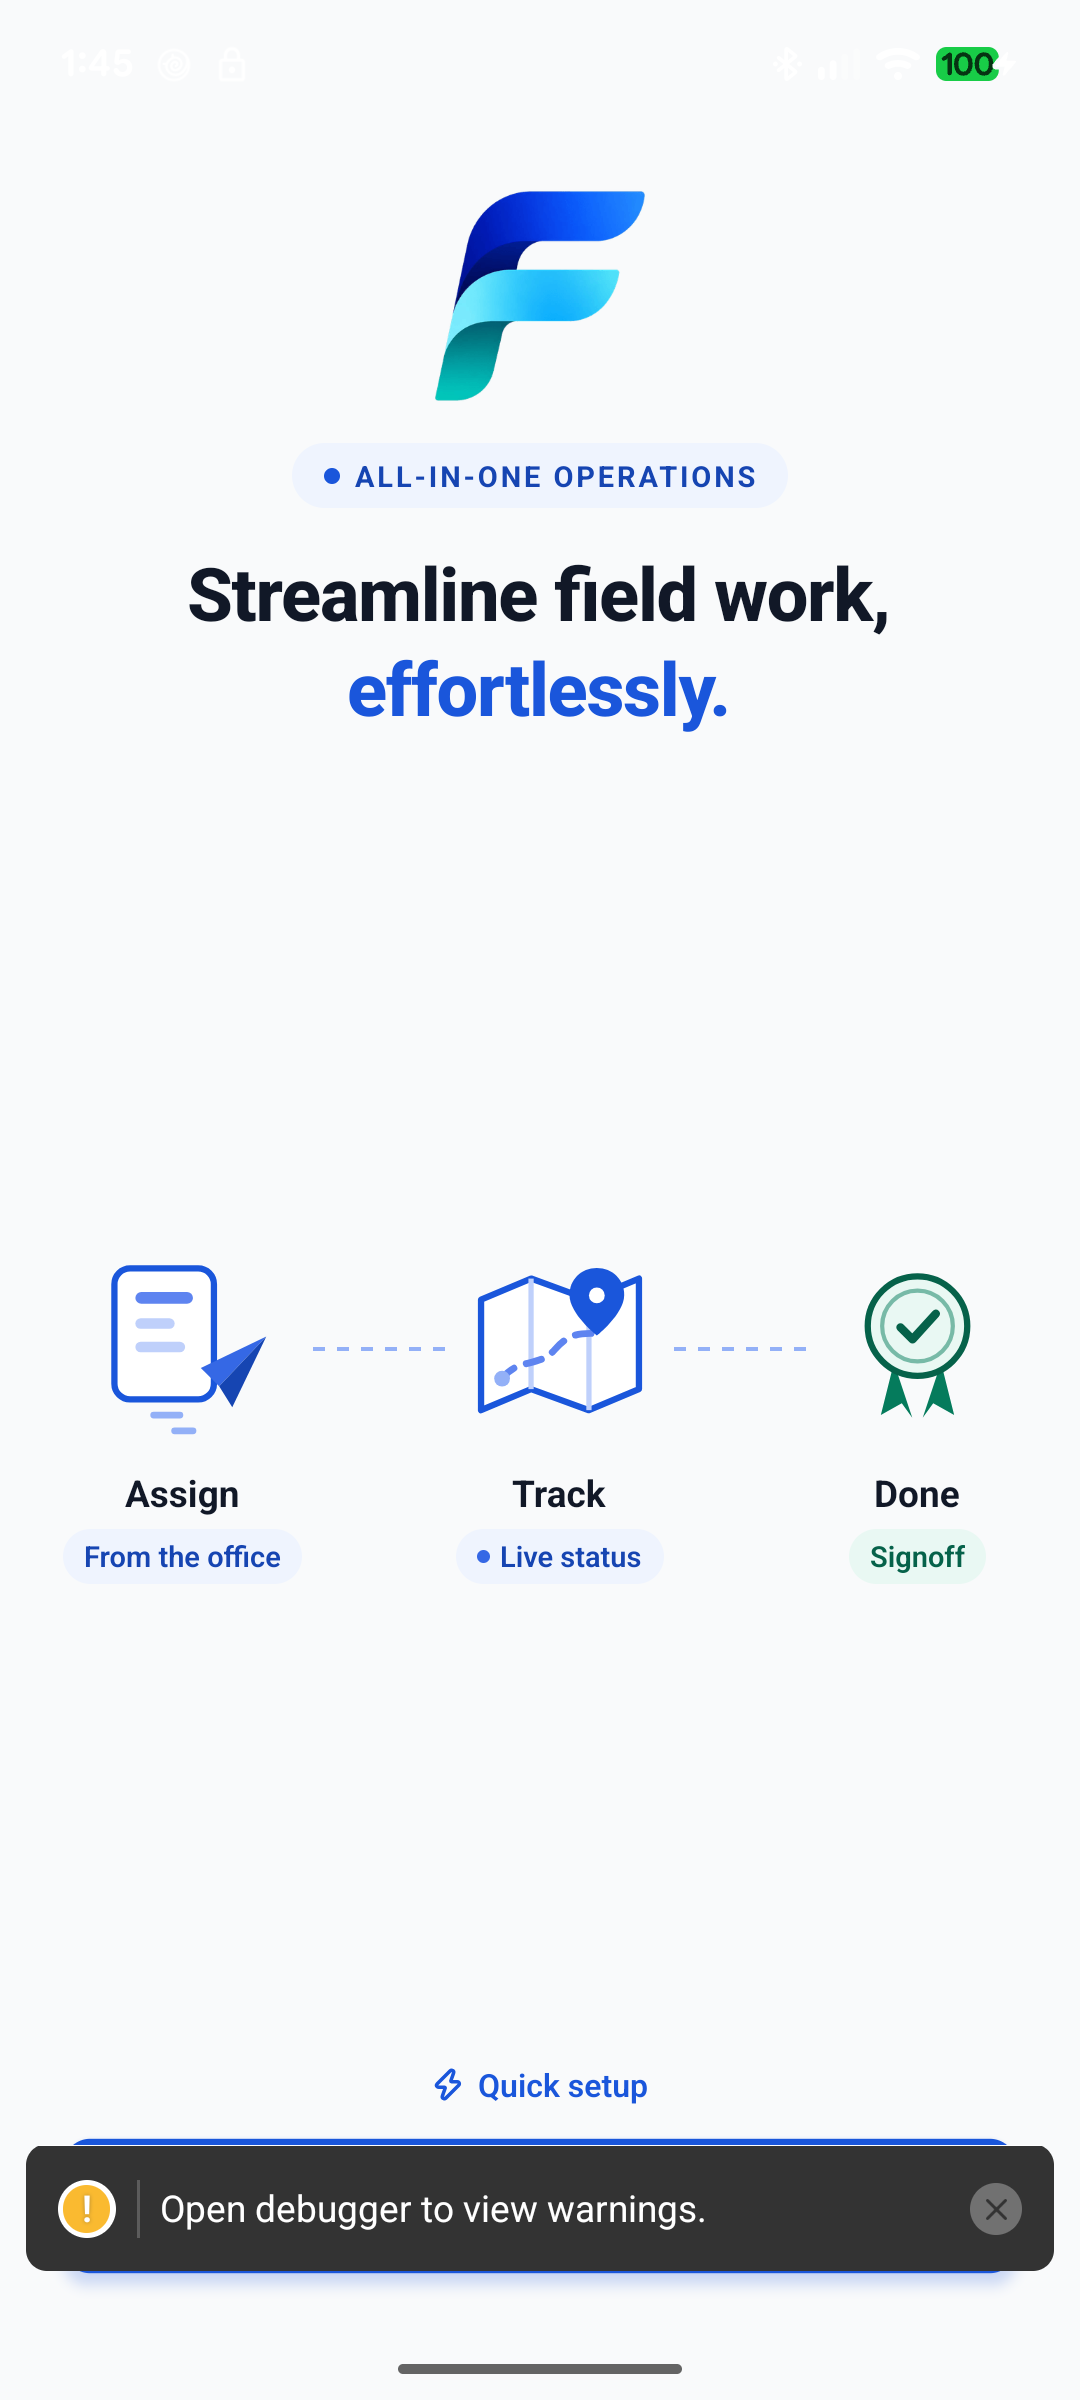 1:45
100
ALL-IN-ONE OPERATIONS
Streamline field work,
effortlessly.
Assign
Track
Done
From the office
Live status
Signoff
Quick setup
! Open debugger to view warnings.